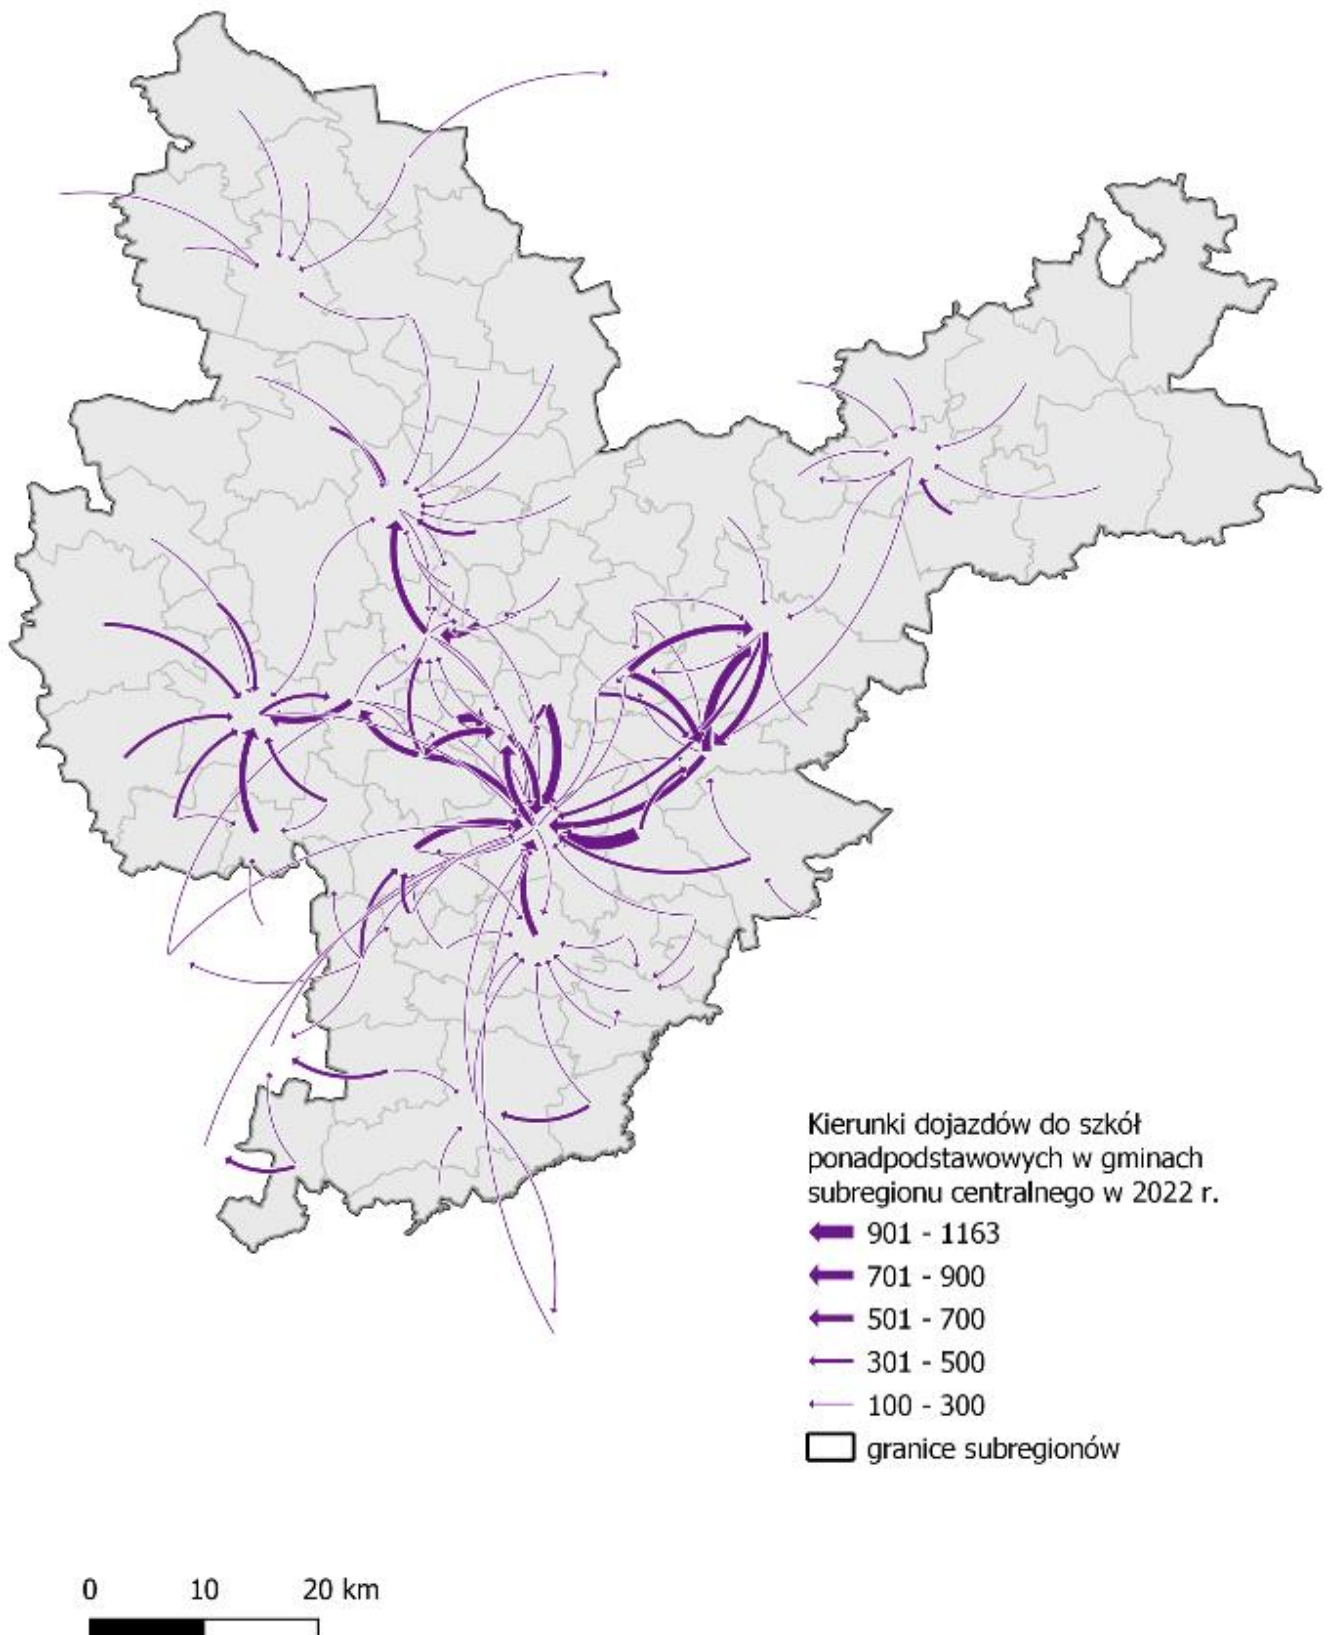 Kierunki dojazdów do szkół
ponadpodstawowych w gminach
subregionu centralnego w 2022 r.
901 - 1163
701 - 900
501 - 700
301 - 500
100 - 300
granice subregionów
0 10 20 km